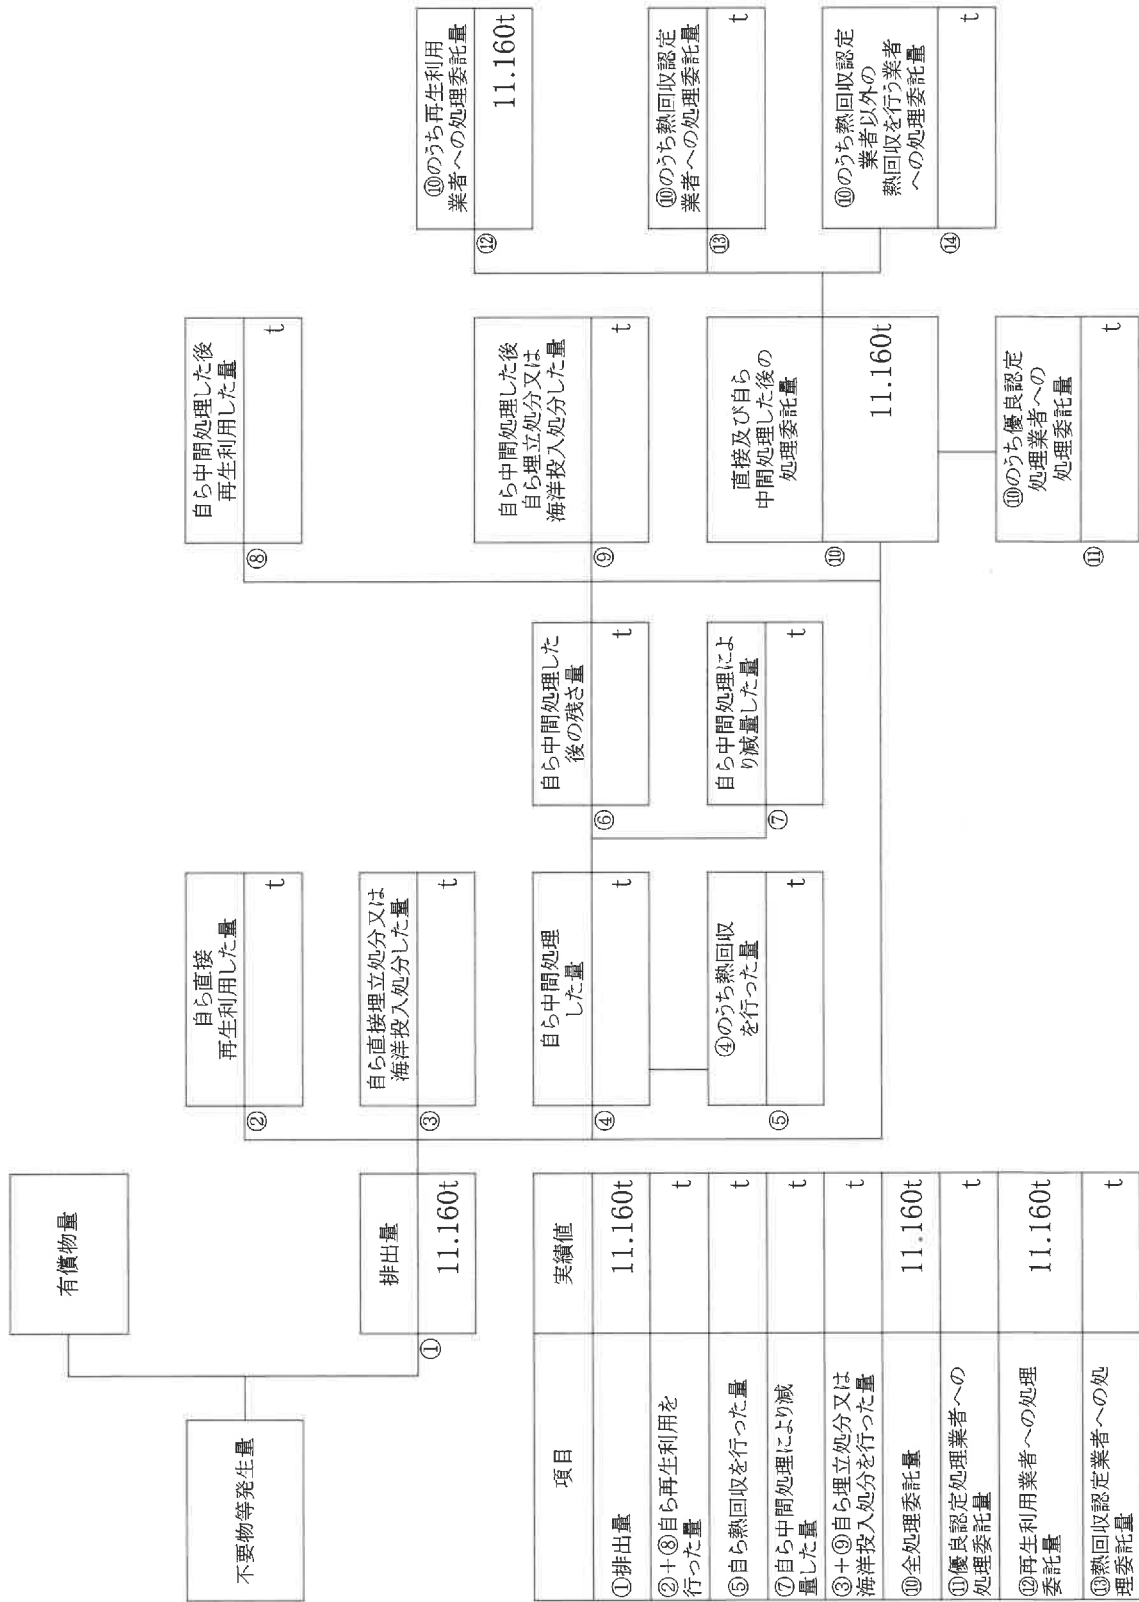 不要物等発生量
有償物量
排出量
①
11.160t
自ら直接
再生利用した量
②
t
自ら直接埋立処分又は
海洋投入処分した量
③
t
自ら中間処理
した量
④
t
④のうち熱回収
を行った量
⑤
t
自ら中間処理した
後の残さ量
⑥
t
自ら中間処理によ
り減量した量
⑦
t
自ら中間処理した後
再生利用した量
⑧
t
自ら中間処理した後
自ら埋立処分又は
海洋投入処分した量
⑨
t
直接及び自ら
中間処理した後の
処理委託量
⑩
11.160t
⑩のうち優良認定
処理業者への
処理委託量
⑪
t
⑩のうち再生利用
業者への処理委託量
⑫
11.160t
⑩のうち熱回収認定
業者への処理委託量
⑬
t
⑩のうち熱回収認定
業者以外の
熱回収を行う業者
への処理委託量
⑭
t
項目 実績値
①排出量 11.160t
②+⑧自ら再生利用を
行った量 t
⑤自ら熱回収を行った量 t
⑦自ら中間処理により減
量した量 t
③+⑨自ら埋立処分又は
海洋投入処分を行った量 t
⑩全処理委託量 11.160t
⑪優良認定処理業者への
処理委託量 t
⑫再生利用業者への処理
委託量 11.160t
⑬熱回収認定業者への処
理委託量 t